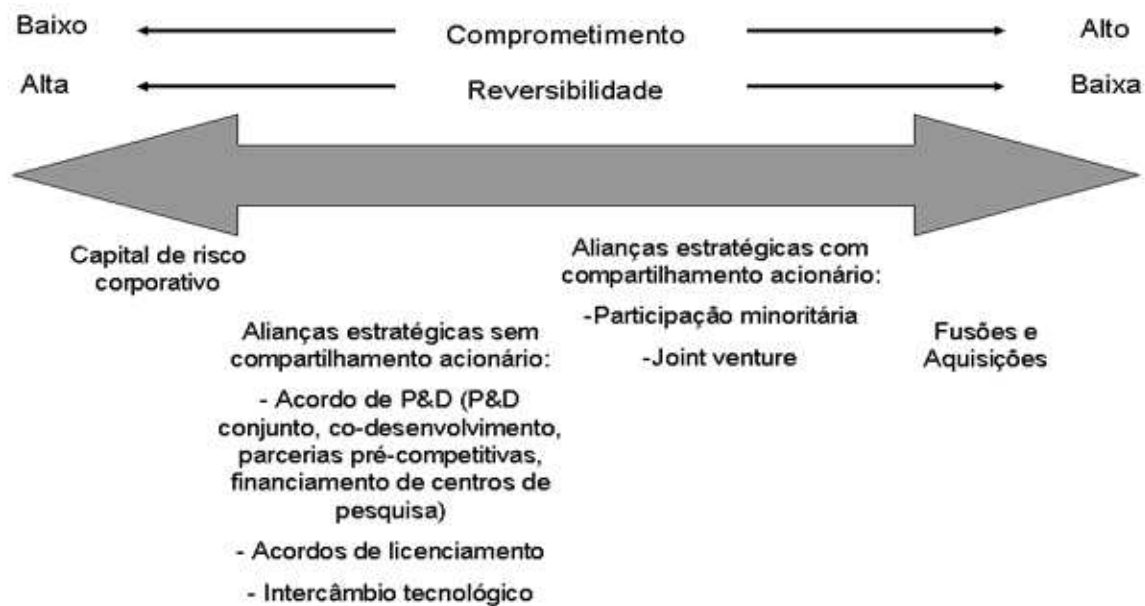 Baixo Comprometimento Alto
Alta Reversibilidade Baixa
Capital de risco
corporativo
Alianças estratégicas sem
compartilhamento acionário:
- Acordo de P&D (P&D
conjunto, co-desenvolvimento,
parcerias pré-competitivas,
financiamento de centros de
pesquisa)
- Acordos de licenciamento
- Intercâmbio tecnológico
Alianças estratégicas com
compartilhamento acionário:
-Participação minoritária
-Joint venture
Fusões e
Aquisições